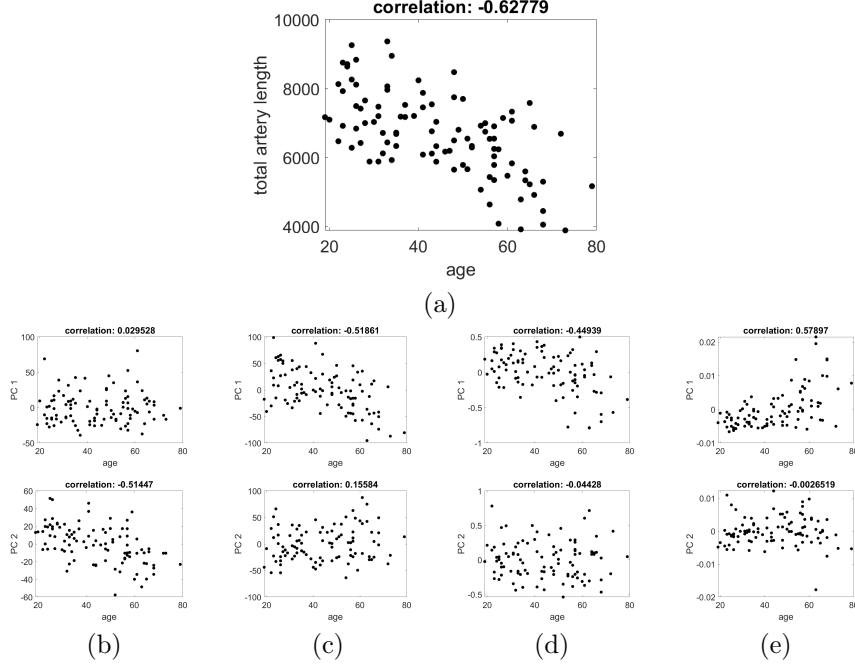 correlation: -0.62779
10000
8000
6000
4000
total artery length
20 40 60 80
age
(a)
correlation: 0.029528
100
50
0
-50
PC 1
20 40 60 80
age
correlation: -0.51861
100
50
0
-50
-100
PC 1
20 40 60 80
age
correlation: -0.44939
0.5
0
-0.5
-1
PC 1
20 40 60 80
age
correlation: 0.57897
0.02
0.01
0
-0.01
PC 1
20 40 60 80
age
correlation: -0.51447
60
40
20
0
-20
-40
-60
PC 2
20 40 60 80
age
correlation: 0.15584
100
50
0
-50
-100
PC 2
20 40 60 80
age
correlation: -0.04428
1
0.5
0
-0.5
PC 2
20 40 60 80
age
correlation: -0.0026519
0.01
0
-0.01
-0.02
PC 2
20 40 60 80
age
(b) (c) (d) (e)